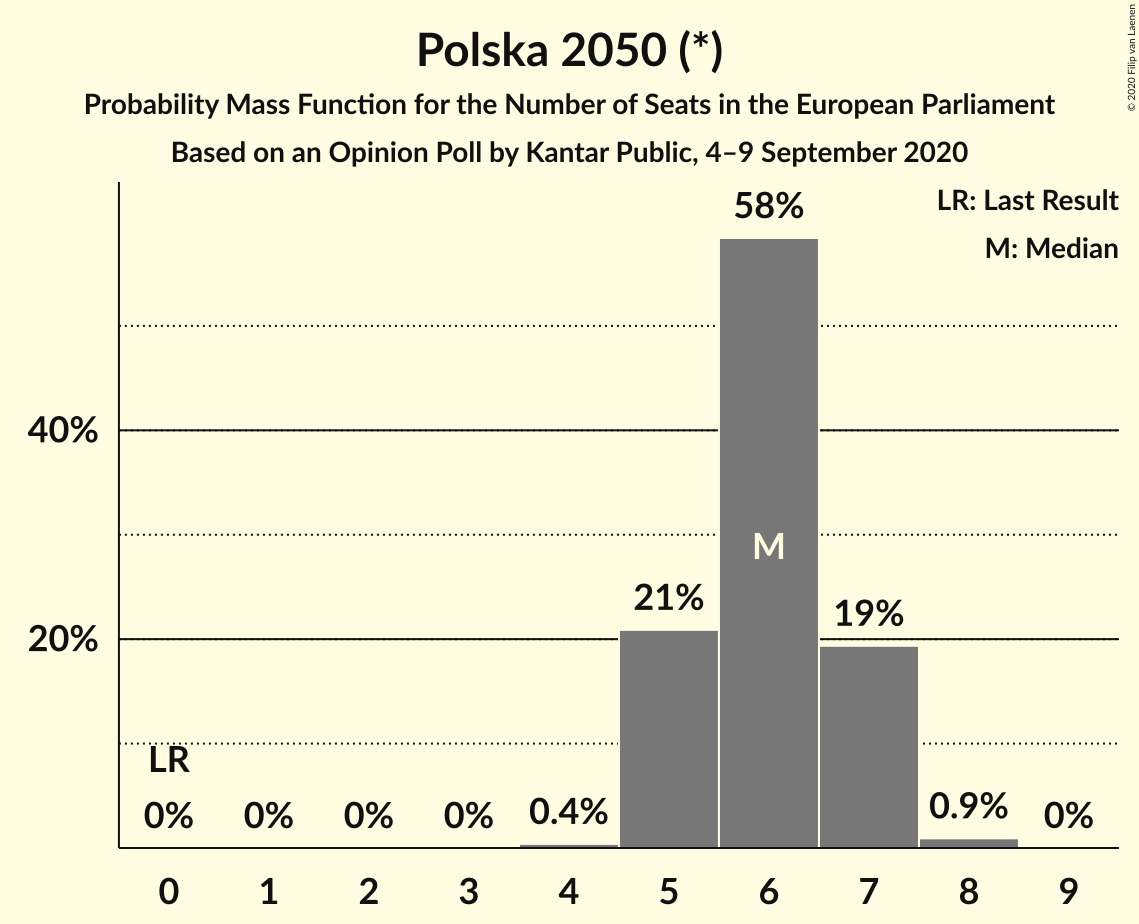 Polska 2050 (*)
Probability Mass Function for the Number of Seats in the European Parliament
Based on an Opinion Poll by Kantar Public, 4–9 September 2020
© 2020 Filip van Laenen
LR: Last Result
M: Median
58%
40%
M
21%
19%
20%
LR
0%
0%
0%
0%
0.4%
0.9%
0%
0 1 2 3 4 5 6 7 8 9